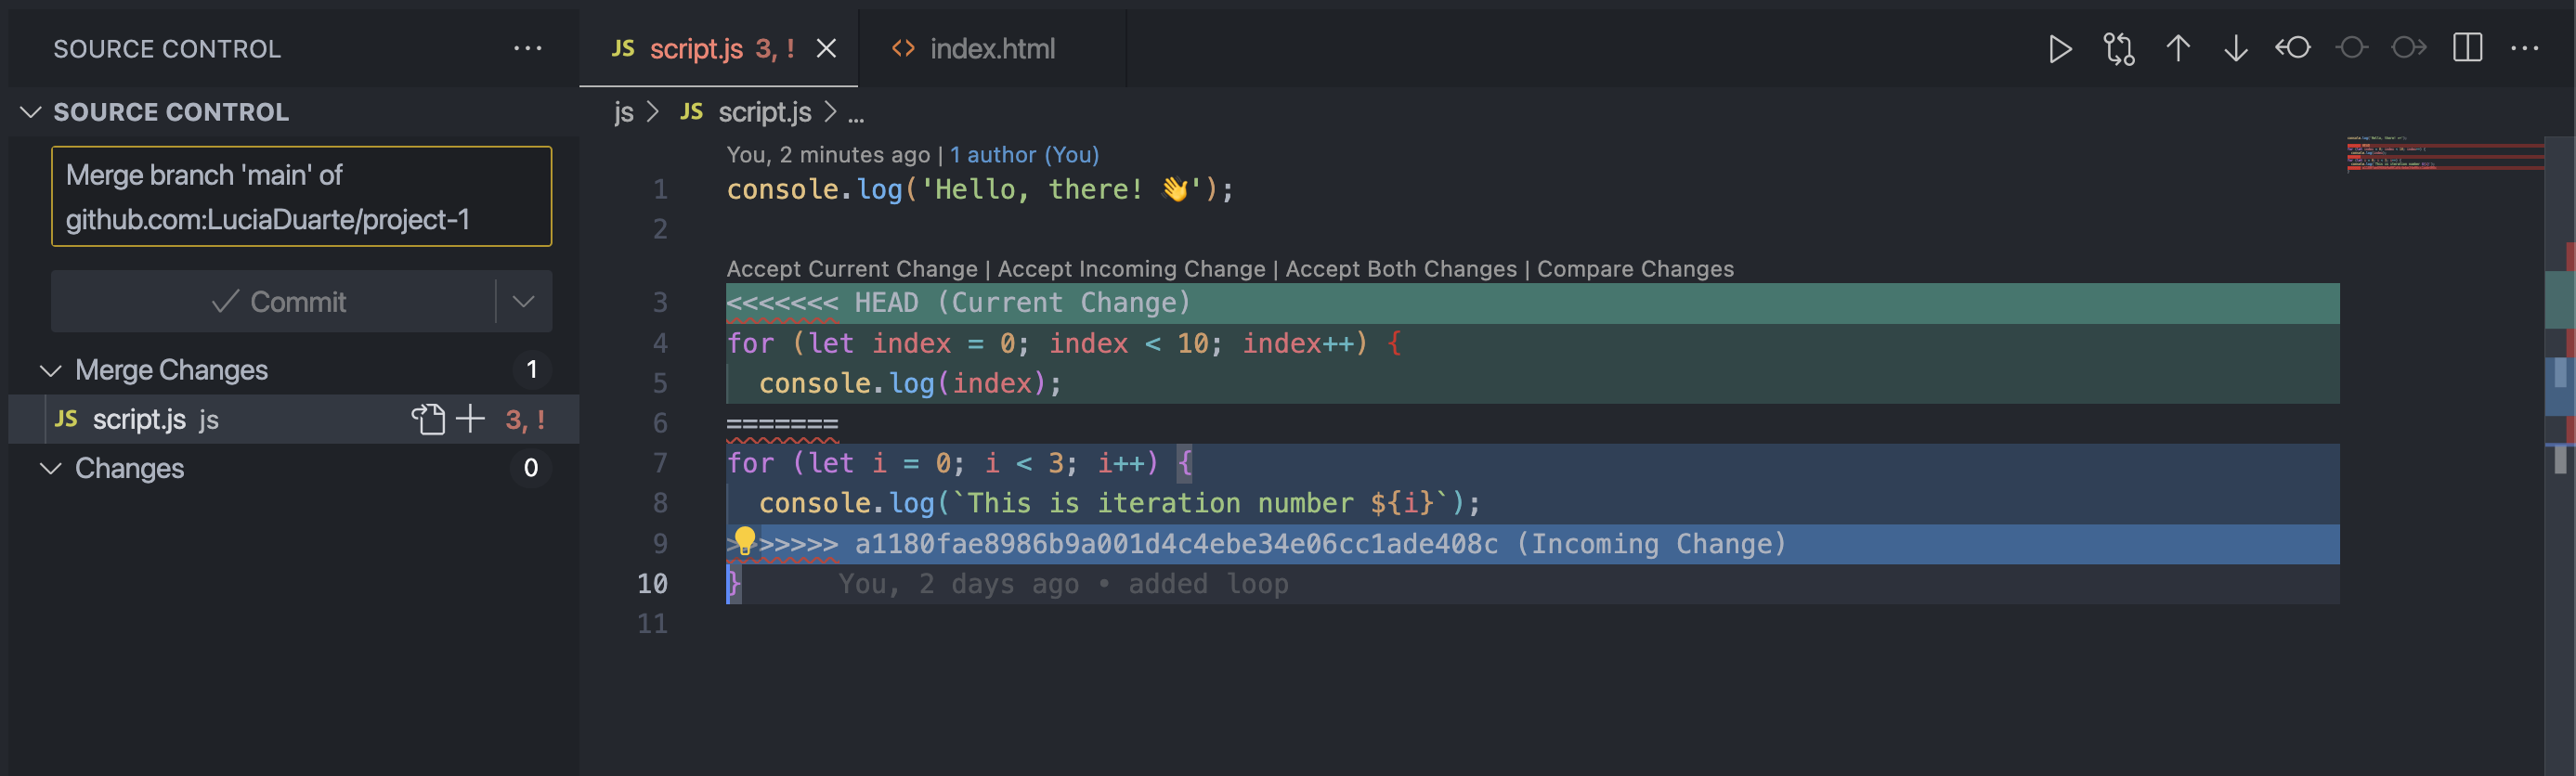 SOURCE CONTROL
SOURCE CONTROL
Merge branch 'main' of
github.com:LuciaDuarte/project-1
Commit
Merge Changes 1
JS script.js js 3, !
Changes 0
JS script.js 3, ! index.html
js > JS script.js > ...
You, 2 minutes ago | 1 author (You)
1 console.log('Hello, there! 👋');
2
Accept Current Change | Accept Incoming Change | Accept Both Changes | Compare Changes
3 <<<<<<< HEAD (Current Change)
4 for (let index = 0; index < 10; index++) {
5 console.log(index);
6 =======
7 for (let i = 0; i < 3; i++) {
8 console.log(`This is iteration number ${i}`);
9 >>>>>>> a1180fae8986b9a001d4c4ebe34e06cc1ade408c (Incoming Change)
10 } You, 2 days ago • added loop
11